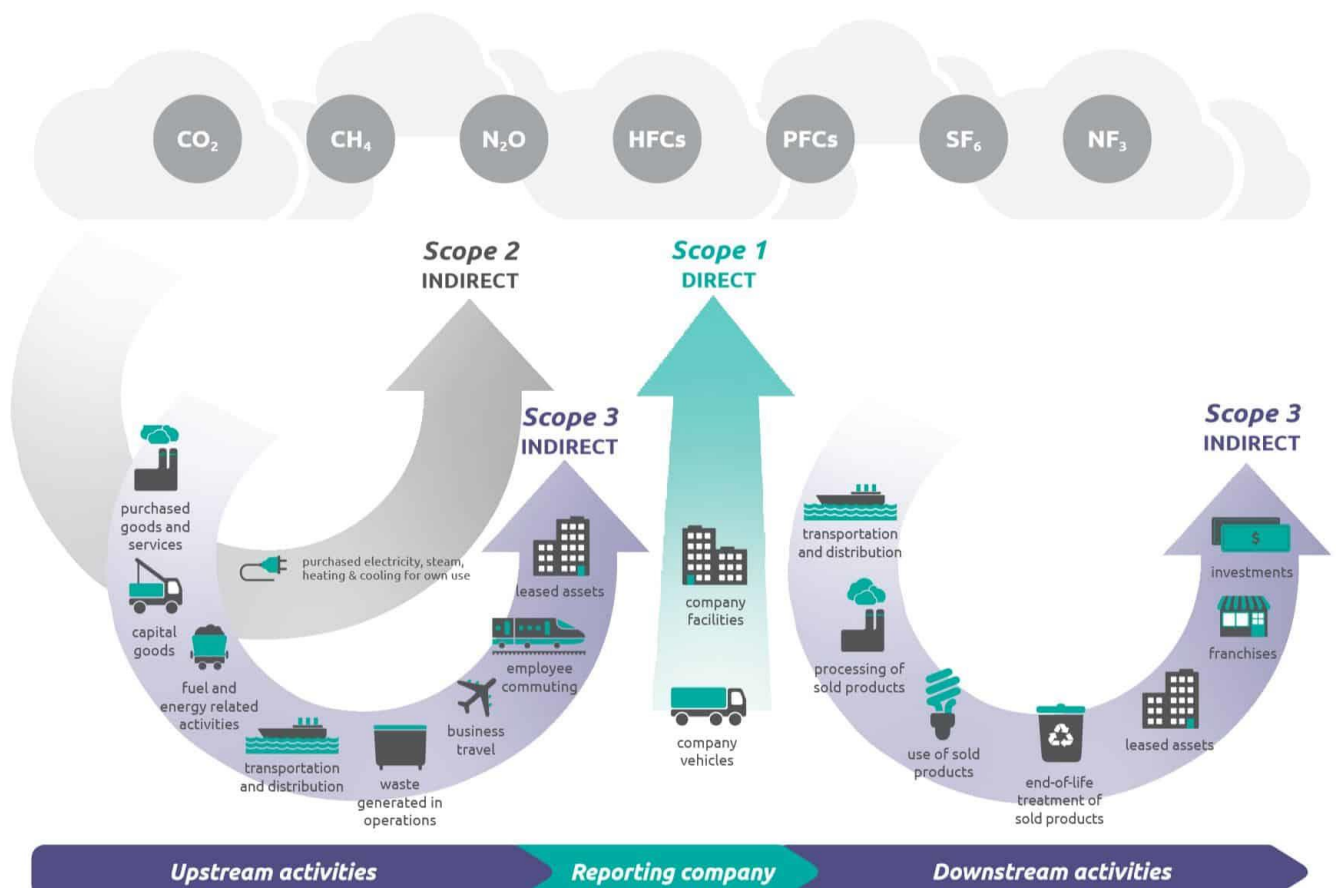 CO₂
CH₄
N₂O
HFCs
PFCs
SF₆
NF₃
Scope 2
INDIRECT
Scope 1
DIRECT
Scope 3
INDIRECT
Scope 3
INDIRECT
purchased
goods and
services
capital
goods
fuel and
energy related
activities
transportation
and distribution
waste
generated in
operations
business
travel
employee
commuting
leased assets
purchased electricity, steam,
heating & cooling for own use
company
facilities
company
vehicles
transportation
and distribution
processing of
sold products
use of sold
products
end-of-life
treatment of
sold products
leased assets
franchises
$
investments
Upstream activities
Reporting company
Downstream activities